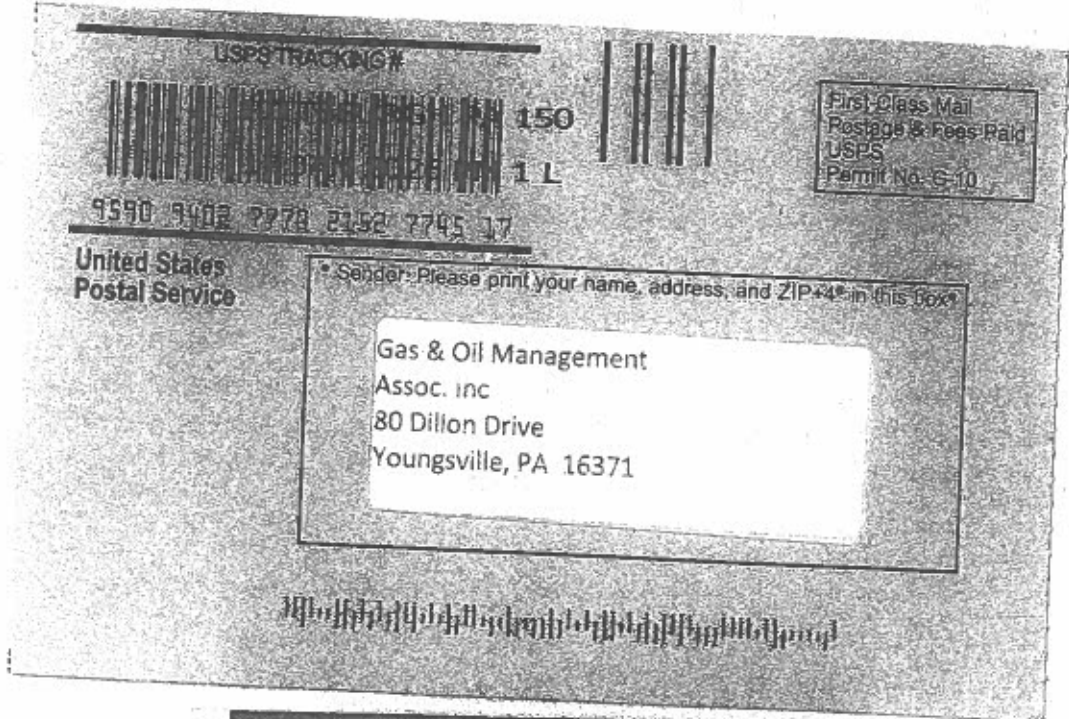 USPS TRACKING #
150
1 L
9590 9402 7778 2152 7745 17
First-Class Mail
Postage & Fees Paid
USPS
Permit No. G-10
United States
Postal Service
• Sender: Please print your name, address, and ZIP+4® in this box•
Gas & Oil Management
Assoc. Inc
80 Dillon Drive
Youngsville, PA 16371